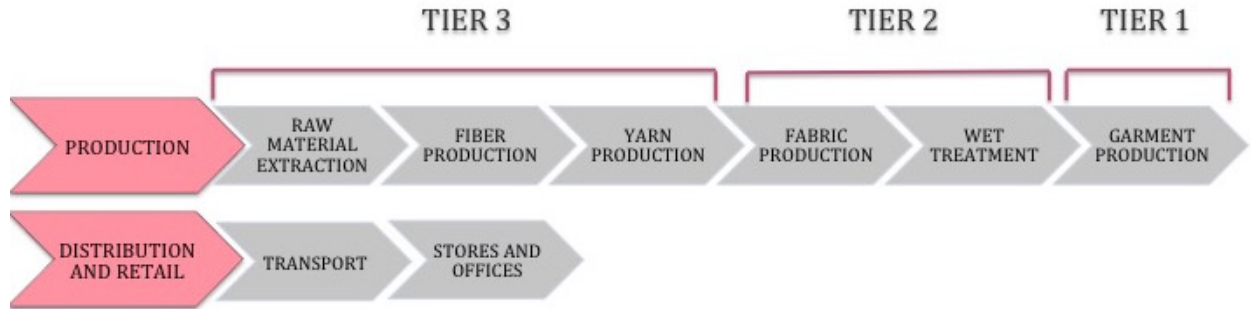 TIER 3
TIER 2
TIER 1
PRODUCTION
RAW
MATERIAL
EXTRACTION
FIBER
PRODUCTION
YARN
PRODUCTION
FABRIC
PRODUCTION
WET
TREATMENT
GARMENT
PRODUCTION
DISTRIBUTION
AND RETAIL
TRANSPORT
STORES AND
OFFICES